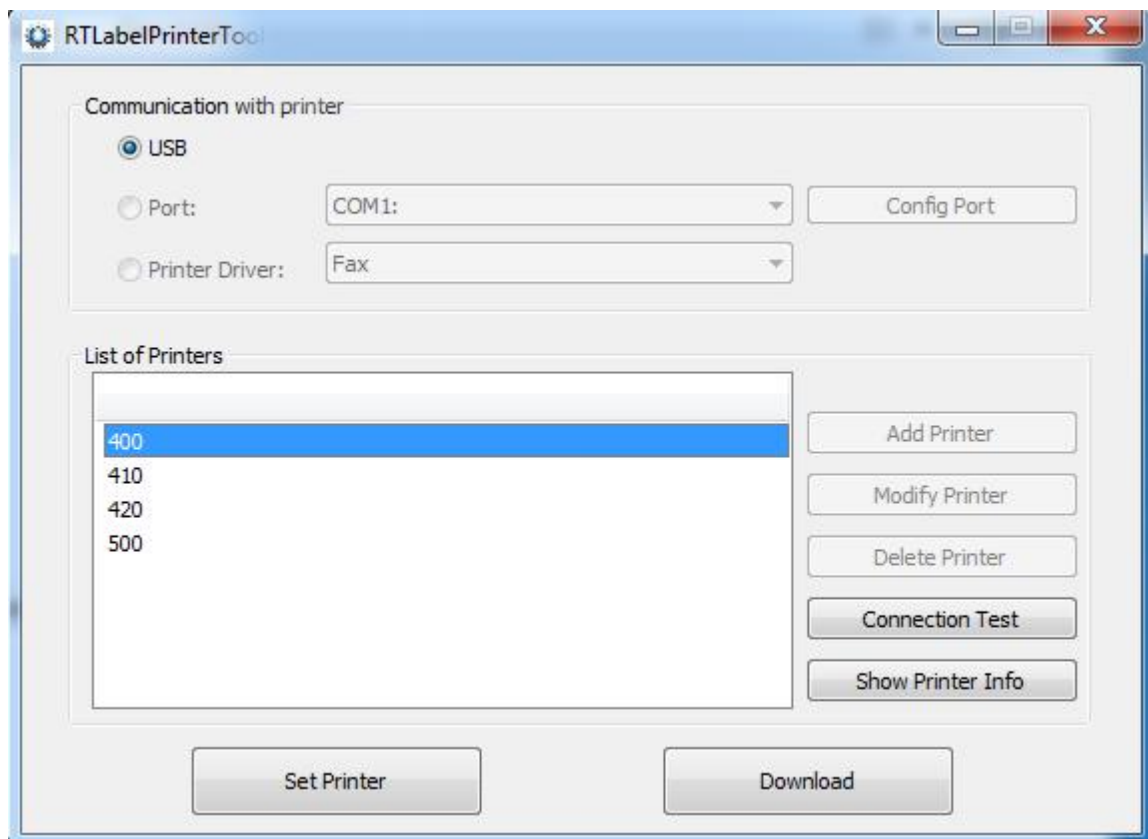 RTLabelPrinterTool
Communication with printer
USB
Port:
COM1:
Config Port
Printer Driver:
Fax
List of Printers
400
410
420
500
Add Printer
Modify Printer
Delete Printer
Connection Test
Show Printer Info
Set Printer
Download